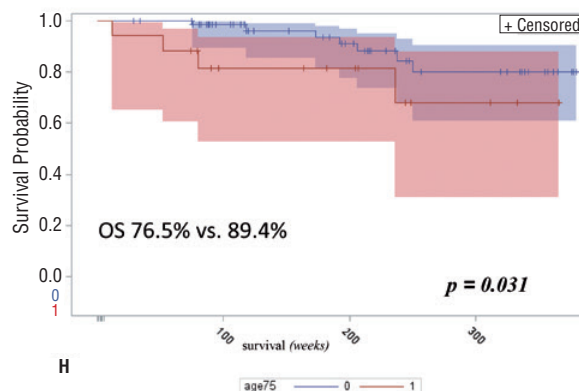 1.0
+ Censored
0.8
0.6
0.4
0.2
0.0
Survival Probability
OS 76.5% vs. 89.4%
p = 0.031
0
1
100
200
300
survival (weeks)
H
age75 0 1